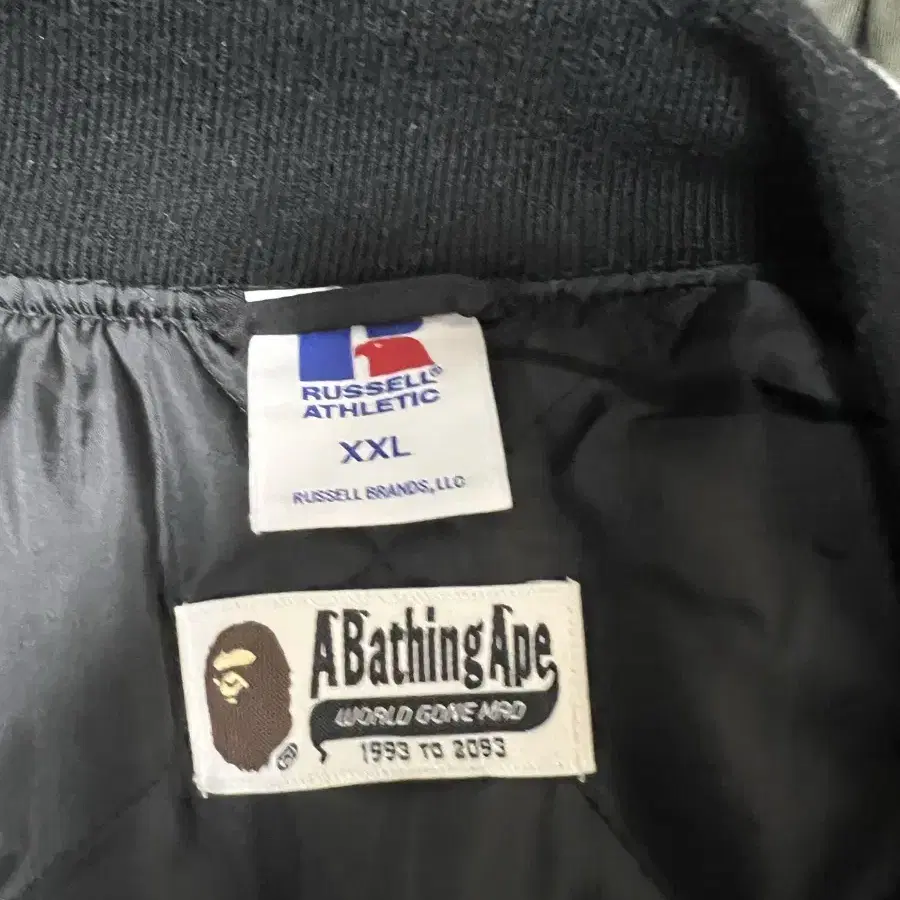 RUSSELL®
ATHLETIC
XXL
RUSSELL BRANDS, LLC
A Bathing Ape
WORLD GONE MAD
1993 TO 2093